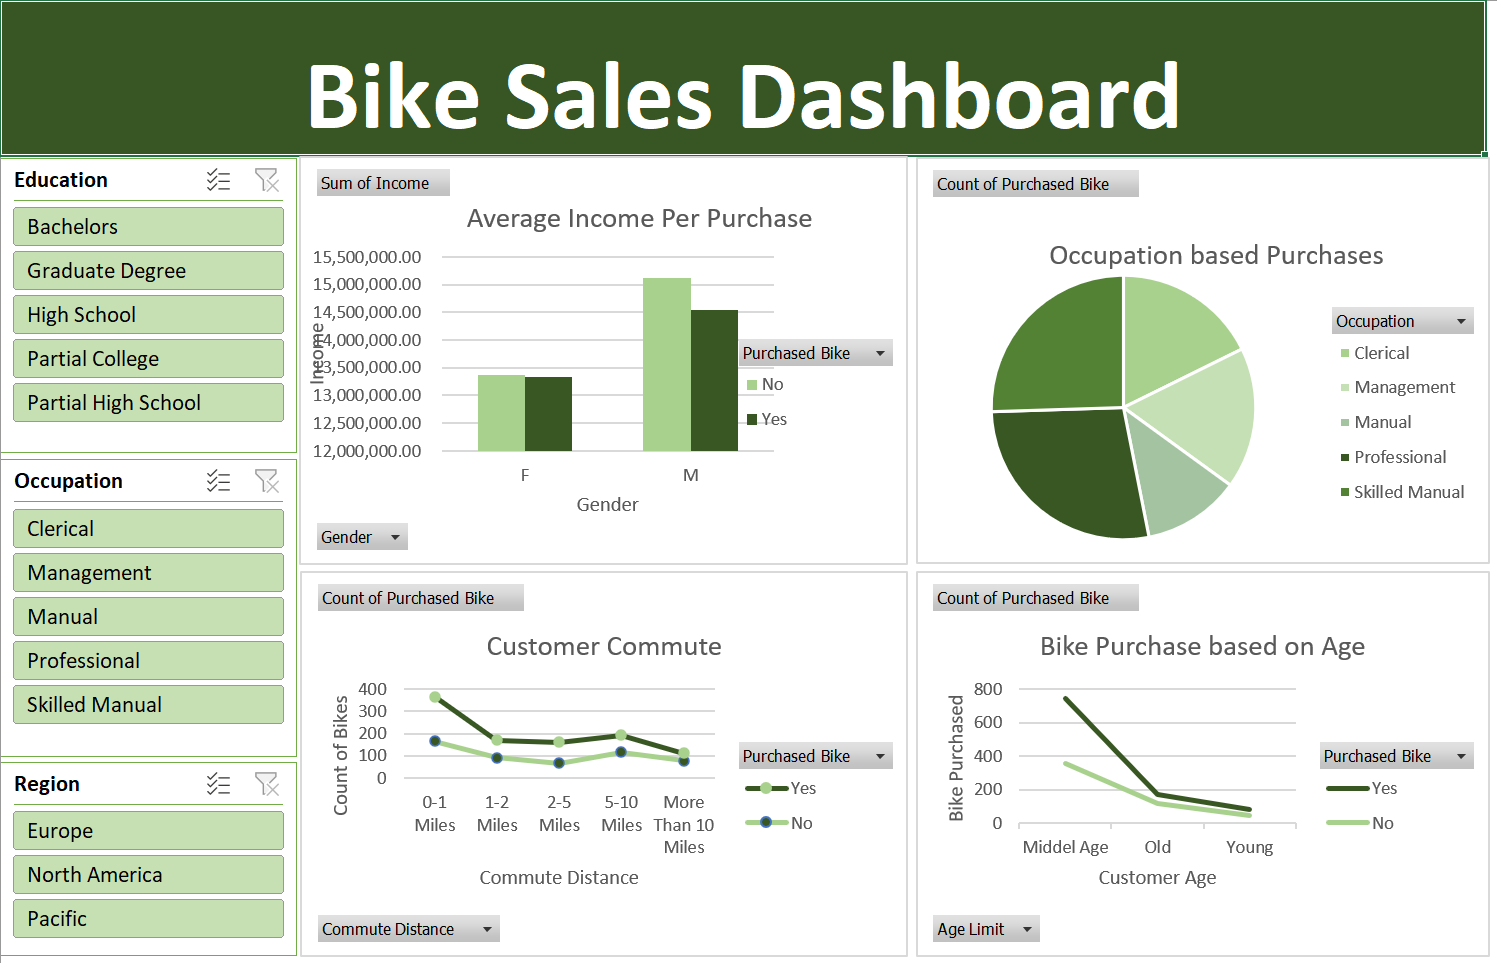 Bike Sales Dashboard
Education
Bachelors
Graduate Degree
High School
Partial College
Partial High School
Occupation
Clerical
Management
Manual
Professional
Skilled Manual
Region
Europe
North America
Pacific
Sum of Income
Average Income Per Purchase
15,500,000.00
15,000,000.00
14,500,000.00
14,000,000.00
13,500,000.00
13,000,000.00
12,500,000.00
12,000,000.00
Income
F
M
Gender
Purchased Bike
No
Yes
Gender
Count of Purchased Bike
Occupation based Purchases
Occupation
Clerical
Management
Manual
Professional
Skilled Manual
Count of Purchased Bike
Customer Commute
Count of Bikes
400
300
200
100
0
0-1 Miles
1-2 Miles
2-5 Miles
5-10 Miles
More Than 10 Miles
Commute Distance
Purchased Bike
Yes
No
Commute Distance
Count of Purchased Bike
Bike Purchase based on Age
Bike Purchased
800
600
400
200
0
Middel Age
Old
Young
Customer Age
Purchased Bike
Yes
No
Age Limit